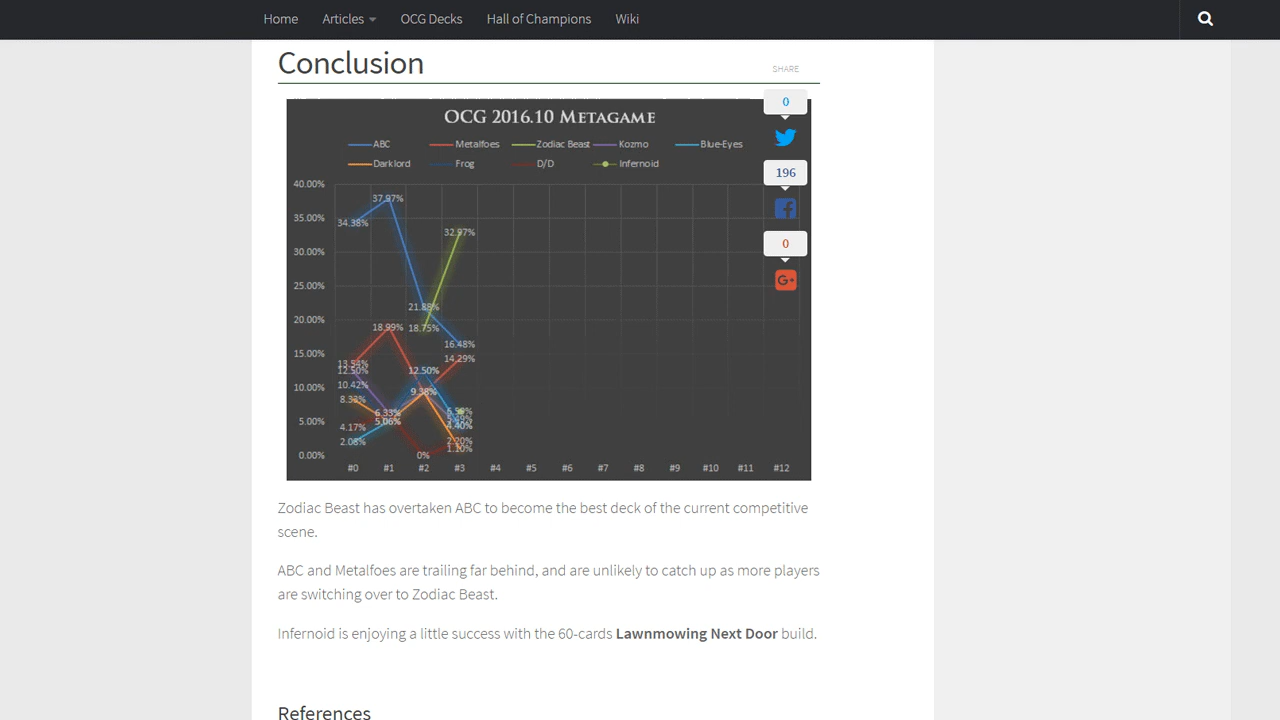 Home Articles OCG Decks Hall of Champions Wiki
Conclusion
SHARE
0
196
0
OCG 2016.10 METAGAME
ABC Metalfoes Zodiac Beast Kozmo Blue-Eyes
Darklord Frog D/D Infernoid
40.00%
37.97%
35.00%
34.38%
32.97%
30.00%
25.00%
21.88%
20.00%
18.99% 18.75%
16.48%
15.00%
14.29%
13.54%
12.50% 12.50%
10.42%
10.00%
9.38%
8.33%
6.33%
5.06%
5.00%
4.40%
4.17%
2.20%
2.08%
1.10%
0.00%
0%
#0 #1 #2 #3 #4 #5 #6 #7 #8 #9 #10 #11 #12
Zodiac Beast has overtaken ABC to become the best deck of the current competitive
scene.
ABC and Metalfoes are trailing far behind, and are unlikely to catch up as more players
are switching over to Zodiac Beast.
Infernoid is enjoying a little success with the 60-cards Lawnmowing Next Door build.
References